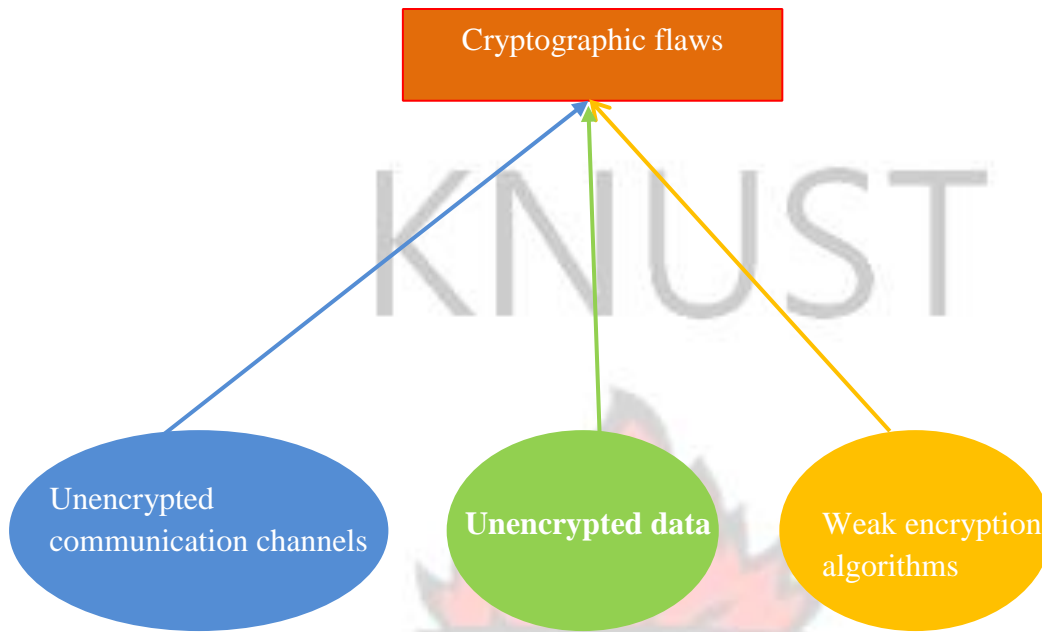 Cryptographic flaws
KNUST
Unencrypted
communication channels
Unencrypted data
Weak encryption
algorithms